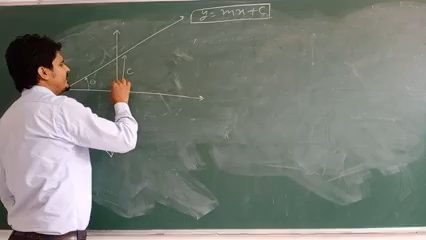 y = mx + c
θ
c